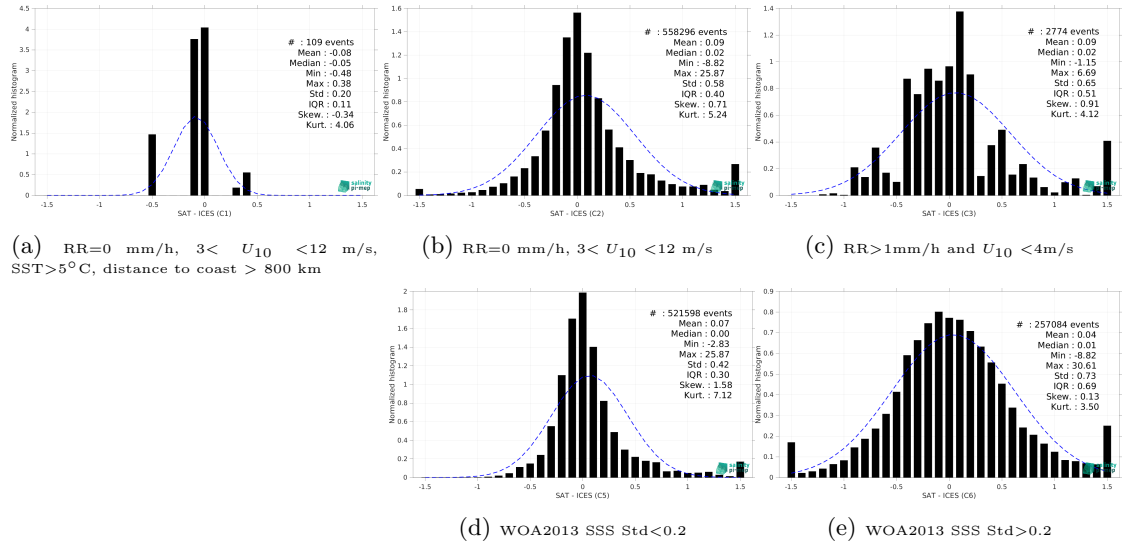 4.5
4
3.5
3
2.5
2
1.5
1
0.5
0
Normalized histogram
# : 109 events
Mean : -0.08
Median : -0.05
Min : -0.48
Max : 0.38
Std : 0.20
IQR : 0.11
Skew. : -0.34
Kurt. : 4.06
salinity
pi-mep
-1.5 -1 -0.5 0 0.5 1 1.5
SAT - ICES (C1)
(a) RR=0 mm/h, 3< U10 <12 m/s,
SST>5°C, distance to coast > 800 km
1.6
1.4
1.2
1
0.8
0.6
0.4
0.2
0
Normalized histogram
# : 558296 events
Mean : 0.09
Median : 0.02
Min : -8.82
Max : 25.87
Std : 0.58
IQR : 0.40
Skew. : 0.71
Kurt. : 5.24
salinity
pi-mep
-1.5 -1 -0.5 0 0.5 1 1.5
SAT - ICES (C2)
(b) RR=0 mm/h, 3< U10 <12 m/s
1.4
1.2
1
0.8
0.6
0.4
0.2
0
Normalized histogram
# : 2774 events
Mean : 0.09
Median : 0.02
Min : -1.15
Max : 6.69
Std : 0.65
IQR : 0.51
Skew. : 0.91
Kurt. : 4.12
salinity
pi-mep
-1.5 -1 -0.5 0 0.5 1 1.5
SAT - ICES (C3)
(c) RR>1mm/h and U10 <4m/s
2
1.8
1.6
1.4
1.2
1
0.8
0.6
0.4
0.2
0
Normalized histogram
# : 521598 events
Mean : 0.07
Median : 0.00
Min : -2.83
Max : 25.87
Std : 0.42
IQR : 0.30
Skew. : 1.58
Kurt. : 7.12
salinity
pi-mep
-1.5 -1 -0.5 0 0.5 1 1.5
SAT - ICES (C5)
(d) WOA2013 SSS Std<0.2
0.9
0.8
0.7
0.6
0.5
0.4
0.3
0.2
0.1
0
Normalized histogram
# : 257084 events
Mean : 0.04
Median : 0.01
Min : -8.82
Max : 30.61
Std : 0.73
IQR : 0.69
Skew. : 0.13
Kurt. : 3.50
salinity
pi-mep
-1.5 -1 -0.5 0 0.5 1 1.5
SAT - ICES (C6)
(e) WOA2013 SSS Std>0.2